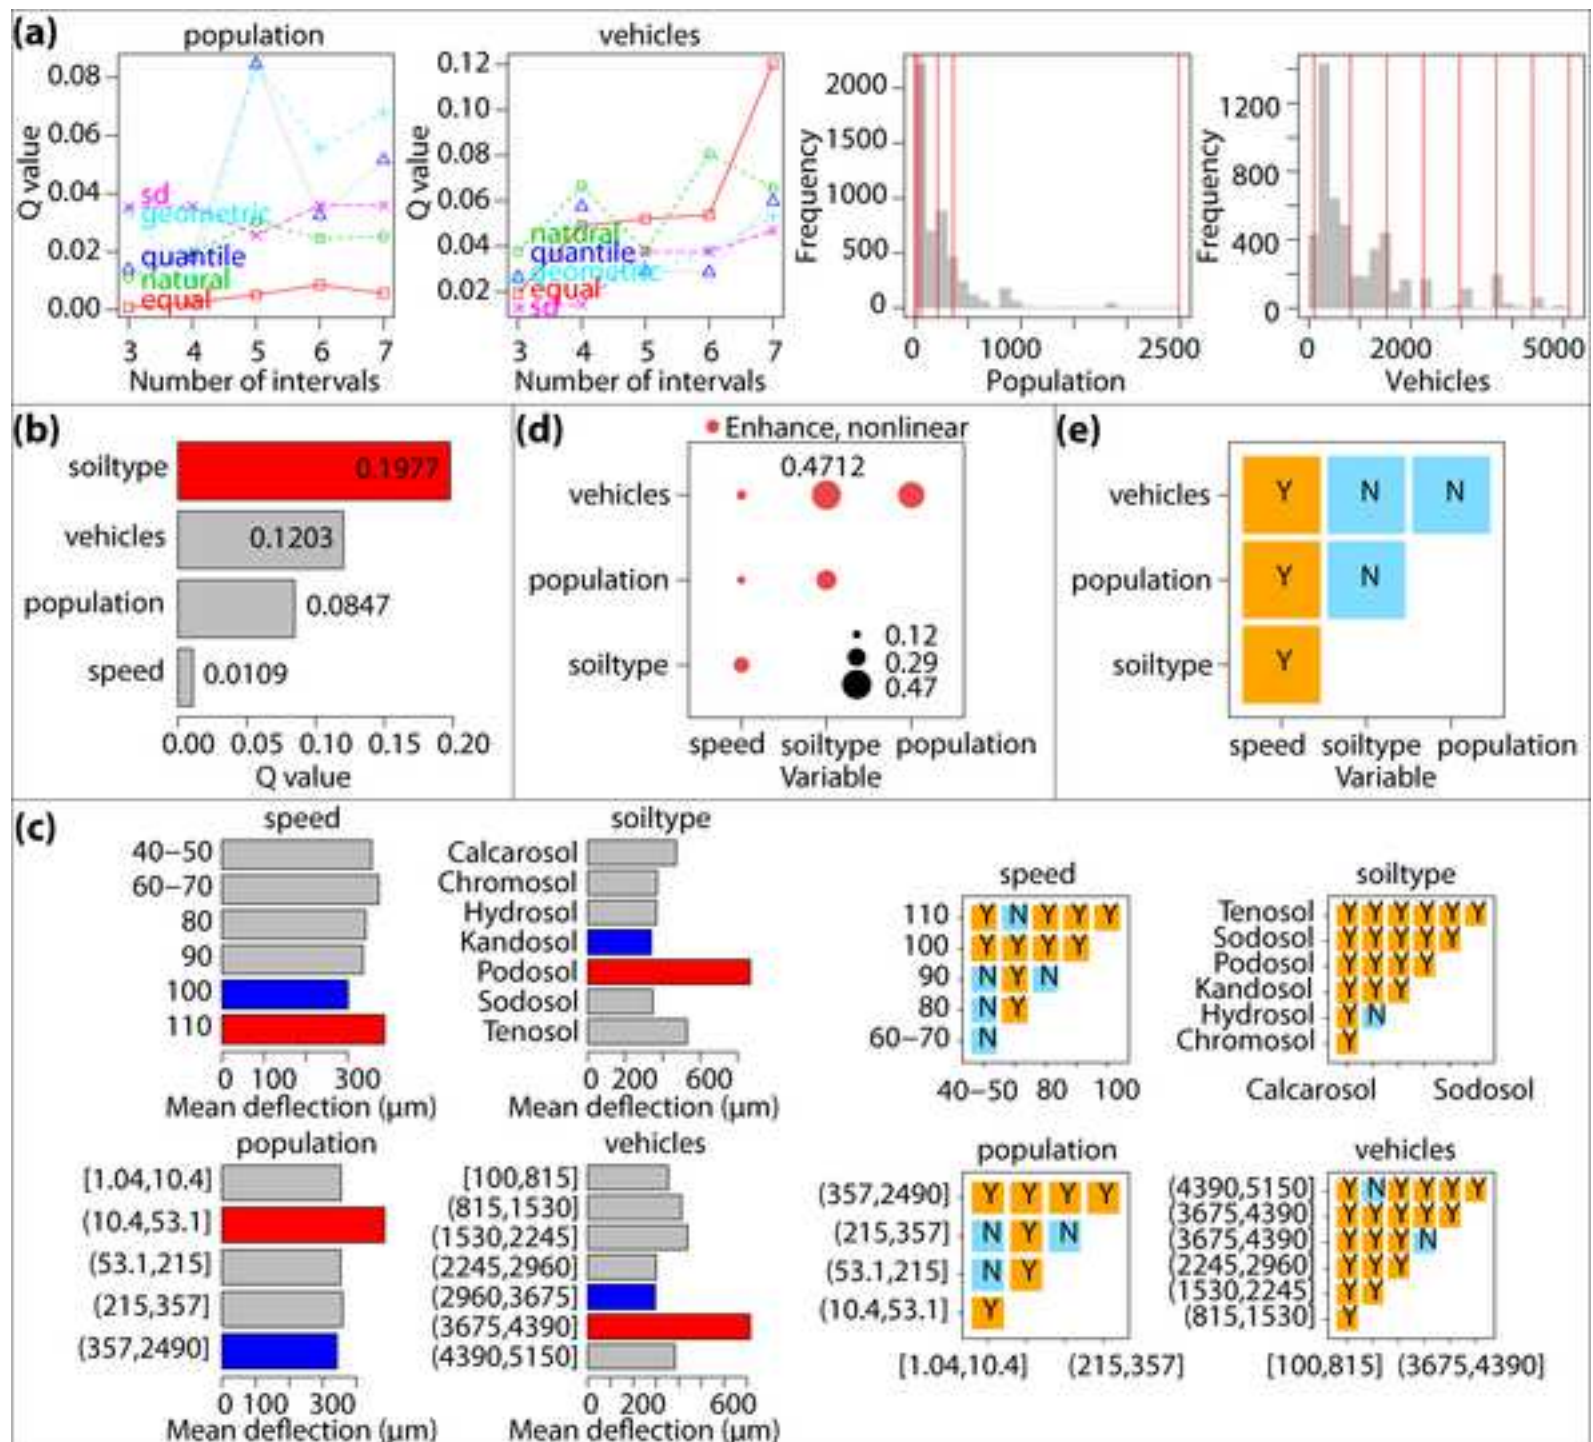 (a)
population
0.08
0.06
0.04
0.02
0.00
Q value
sd
geometric
quantile
natural
equal
3 4 5 6 7
Number of intervals
vehicles
0.12
0.10
0.08
0.06
0.04
0.02
Q value
natural
quantile
geometric
equal
sd
3 4 5 6 7
Number of intervals
2000
1500
1000
500
0
Frequency
0 1000 2500
Population
1200
800
400
0
Frequency
0 2000 5000
Vehicles
(b)
soiltype 0.1977
vehicles 0.1203
population 0.0847
speed 0.0109
0.00 0.05 0.10 0.15 0.20
Q value
(d)
Enhance, nonlinear
0.4712
vehicles
population
soiltype
0.12
0.29
0.47
speed soiltype population
Variable
(e)
vehicles Y N N
population Y N
soiltype Y
speed soiltype population
Variable
(c)
speed
40–50
60–70
80
90
100
110
0 100 300
Mean deflection (μm)
soiltype
Calcarosol
Chromosol
Hydrosol
Kandosol
Podosol
Sodosol
Tenosol
0 200 600
Mean deflection (μm)
speed
110 Y N Y Y Y
100 Y Y Y Y
90 N Y N
80 N Y
60–70 N
40–50 80 100
soiltype
Tenosol Y Y Y Y Y Y
Sodosol Y Y Y Y Y
Podosol Y Y Y Y
Kandosol Y Y Y
Hydrosol Y N
Chromosol Y
Calcarosol Sodosol
population
[1.04,10.4]
(10.4,53.1]
(53.1,215]
(215,357]
(357,2490]
0 100 300
Mean deflection (μm)
vehicles
[100,815]
(815,1530]
(1530,2245]
(2245,2960]
(2960,3675]
(3675,4390]
(4390,5150]
0 200 600
Mean deflection (μm)
population
(357,2490] Y Y Y Y
(215,357] N Y N
(53.1,215] N Y
(10.4,53.1] Y
[1.04,10.4] (215,357]
vehicles
(4390,5150] Y N Y Y Y Y
(3675,4390] Y Y Y Y Y
(3675,4390] Y Y Y N
(2245,2960] Y Y Y
(1530,2245] Y Y
(815,1530] Y
[100,815] (3675,4390]